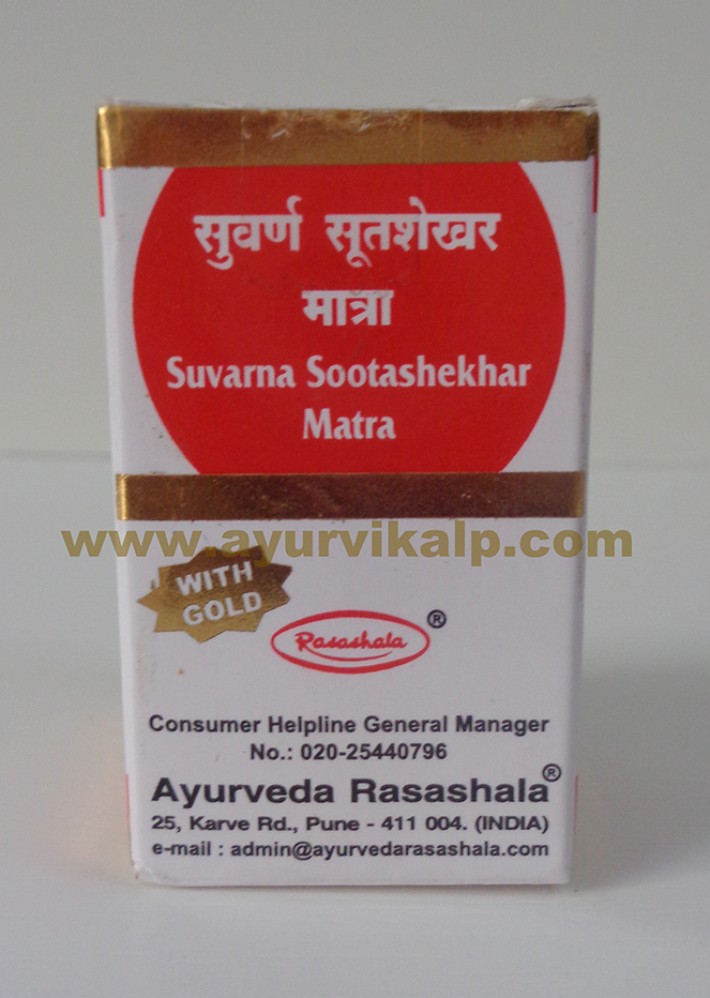 सुवर्ण सूतशेखर
मात्रा
Suvarna Sootashekhar
Matra
www.ayurvikalp.com
WITH
GOLD
Rasashala®
Consumer Helpline General Manager
No.: 020-25440796
Ayurveda Rasashala®
25, Karve Rd., Pune - 411 004. (INDIA)
e-mail : admin@ayurvedarasashala.com